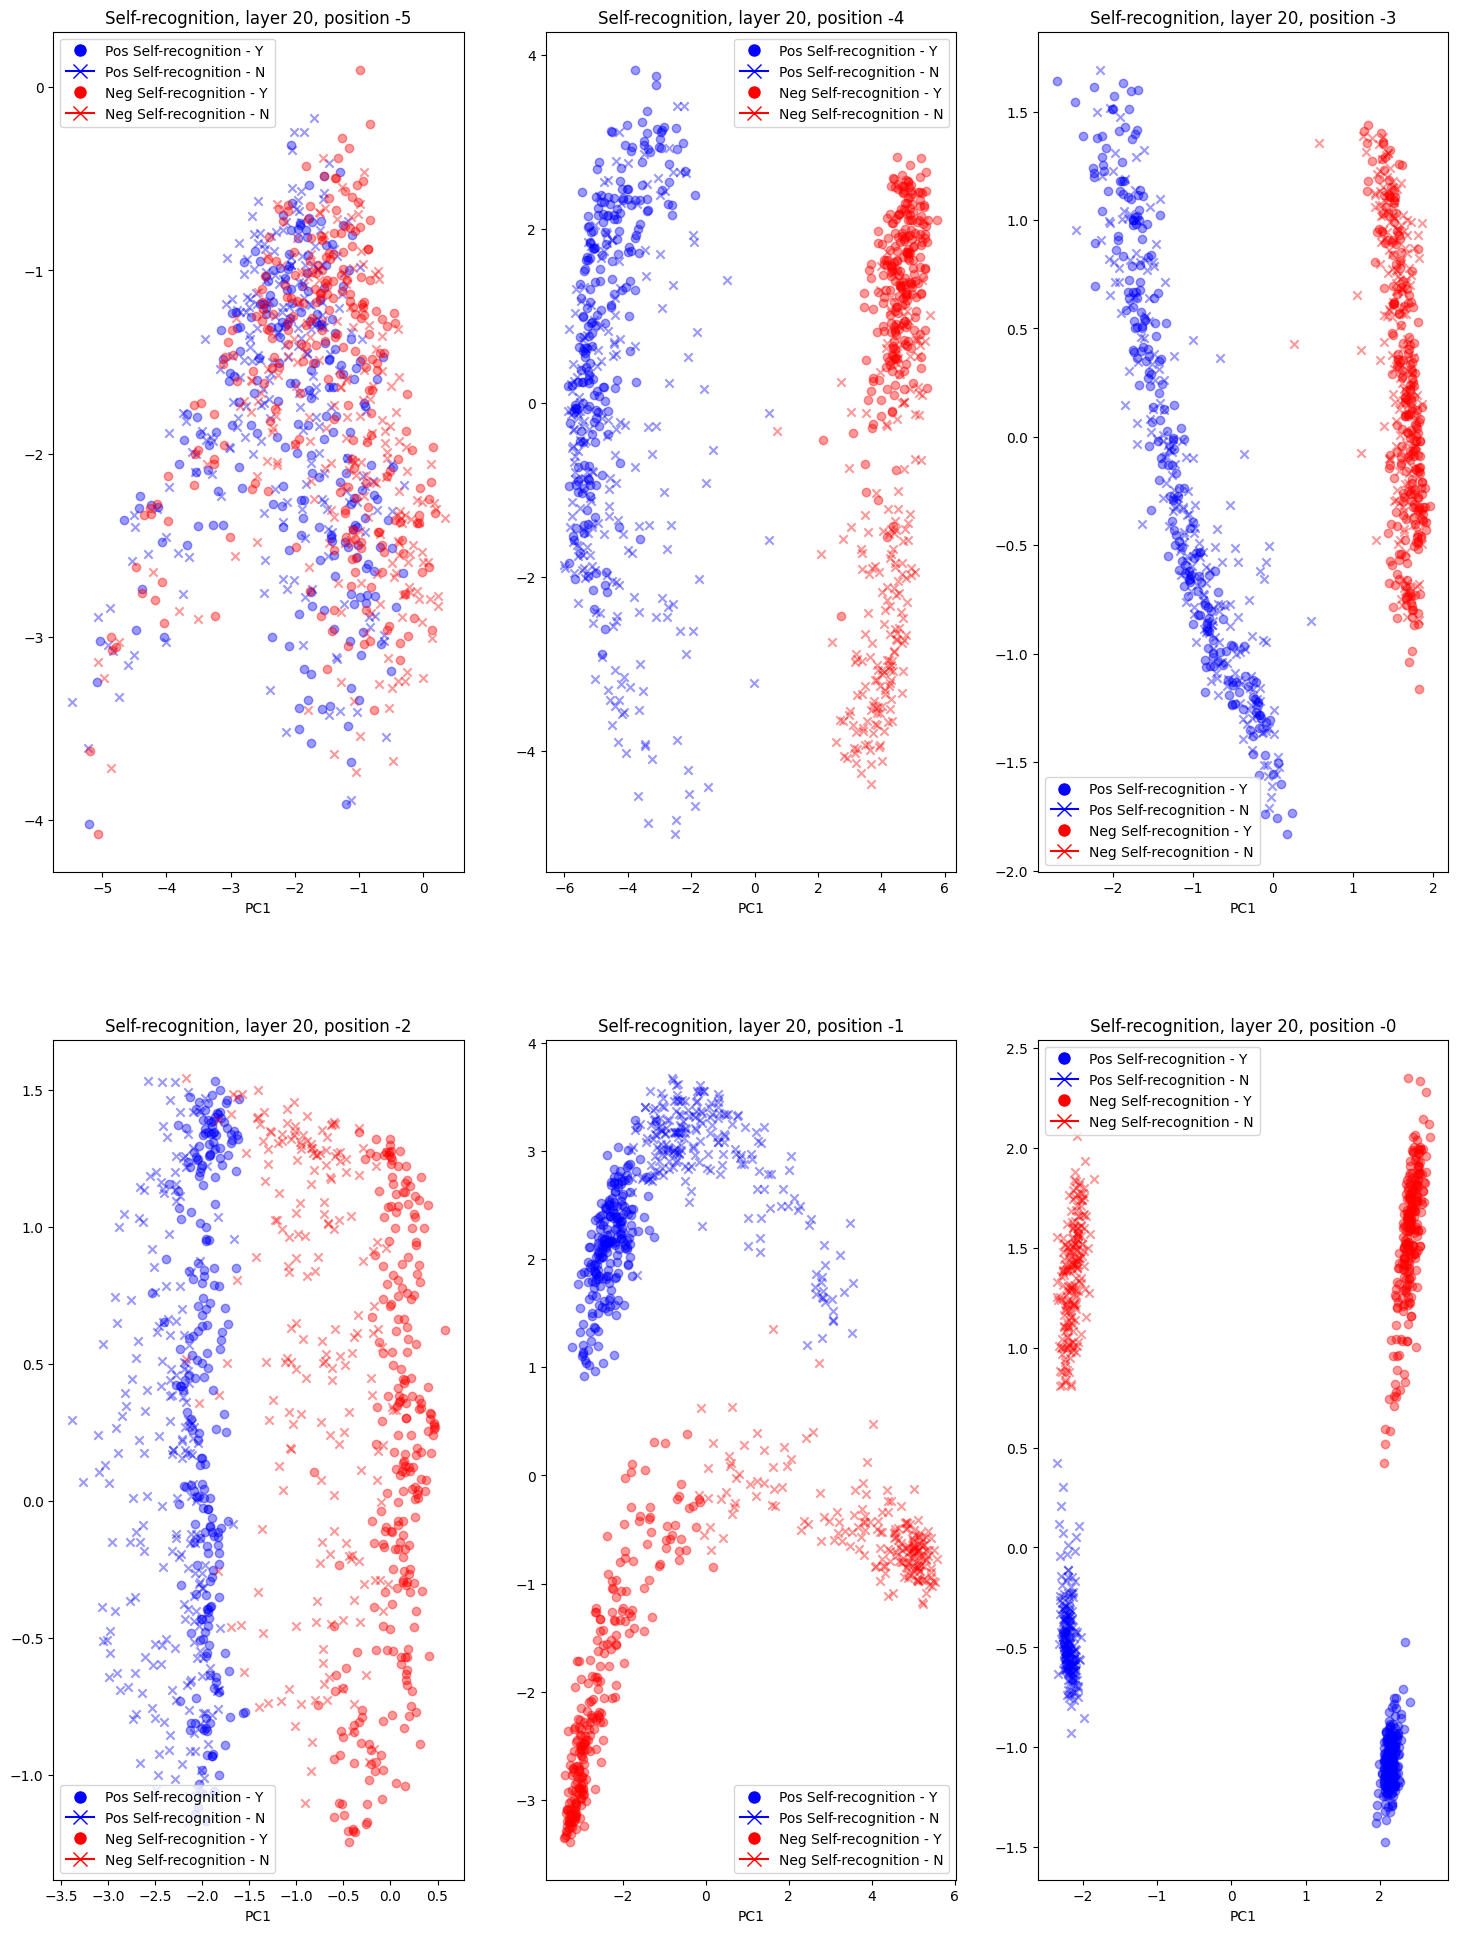 Self-recognition, layer 20, position -5
Pos Self-recognition - Y
Pos Self-recognition - N
Neg Self-recognition - Y
Neg Self-recognition - N
0
−1
−2
−3
−4
−5 −4 −3 −2 −1 0
PC1
Self-recognition, layer 20, position -4
Pos Self-recognition - Y
Pos Self-recognition - N
Neg Self-recognition - Y
Neg Self-recognition - N
4
2
0
−2
−4
−6 −4 −2 0 2 4 6
PC1
Self-recognition, layer 20, position -3
1.5
1.0
0.5
0.0
−0.5
−1.0
−1.5
−2.0
Pos Self-recognition - Y
Pos Self-recognition - N
Neg Self-recognition - Y
Neg Self-recognition - N
−2 −1 0 1 2
PC1
Self-recognition, layer 20, position -2
1.5
1.0
0.5
0.0
−0.5
−1.0
Pos Self-recognition - Y
Pos Self-recognition - N
Neg Self-recognition - Y
Neg Self-recognition - N
−3.5 −3.0 −2.5 −2.0 −1.5 −1.0 −0.5 0.0 0.5
PC1
Self-recognition, layer 20, position -1
4
3
2
1
0
−1
−2
−3
Pos Self-recognition - Y
Pos Self-recognition - N
Neg Self-recognition - Y
Neg Self-recognition - N
−2 0 2 4 6
PC1
Self-recognition, layer 20, position -0
Pos Self-recognition - Y
Pos Self-recognition - N
Neg Self-recognition - Y
Neg Self-recognition - N
2.5
2.0
1.5
1.0
0.5
0.0
−0.5
−1.0
−1.5
−2 −1 0 1 2
PC1